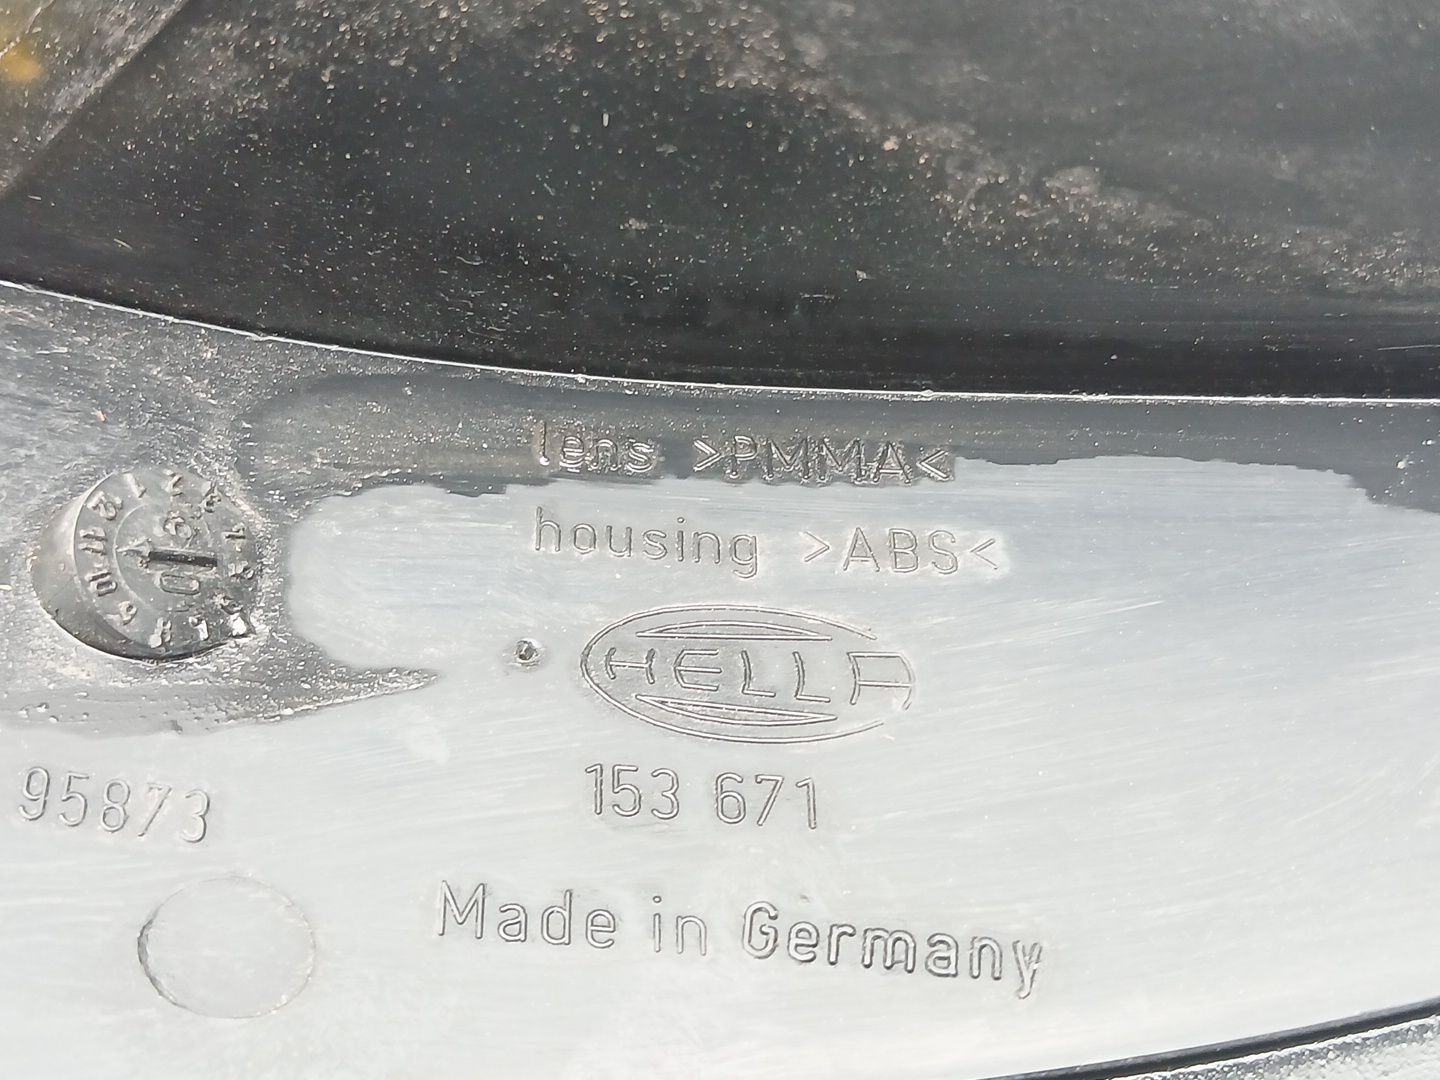 lens >PMMA<
housing >ABS<
HELLA
153 671
95873
Made in Germany